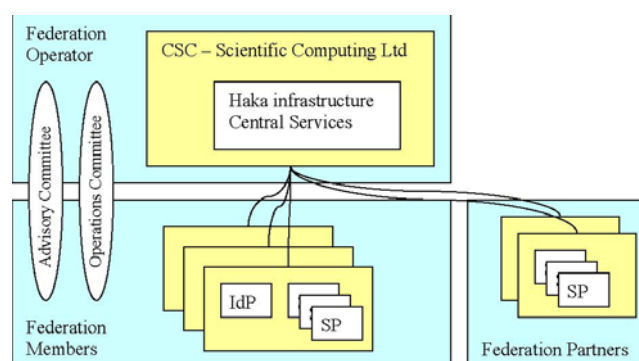 Federation
Operator
CSC – Scientific Computing Ltd
Haka infrastructure
Central Services
Advisory Committee
Operations Committee
IdP
SP
SP
Federation
Members
Federation Partners